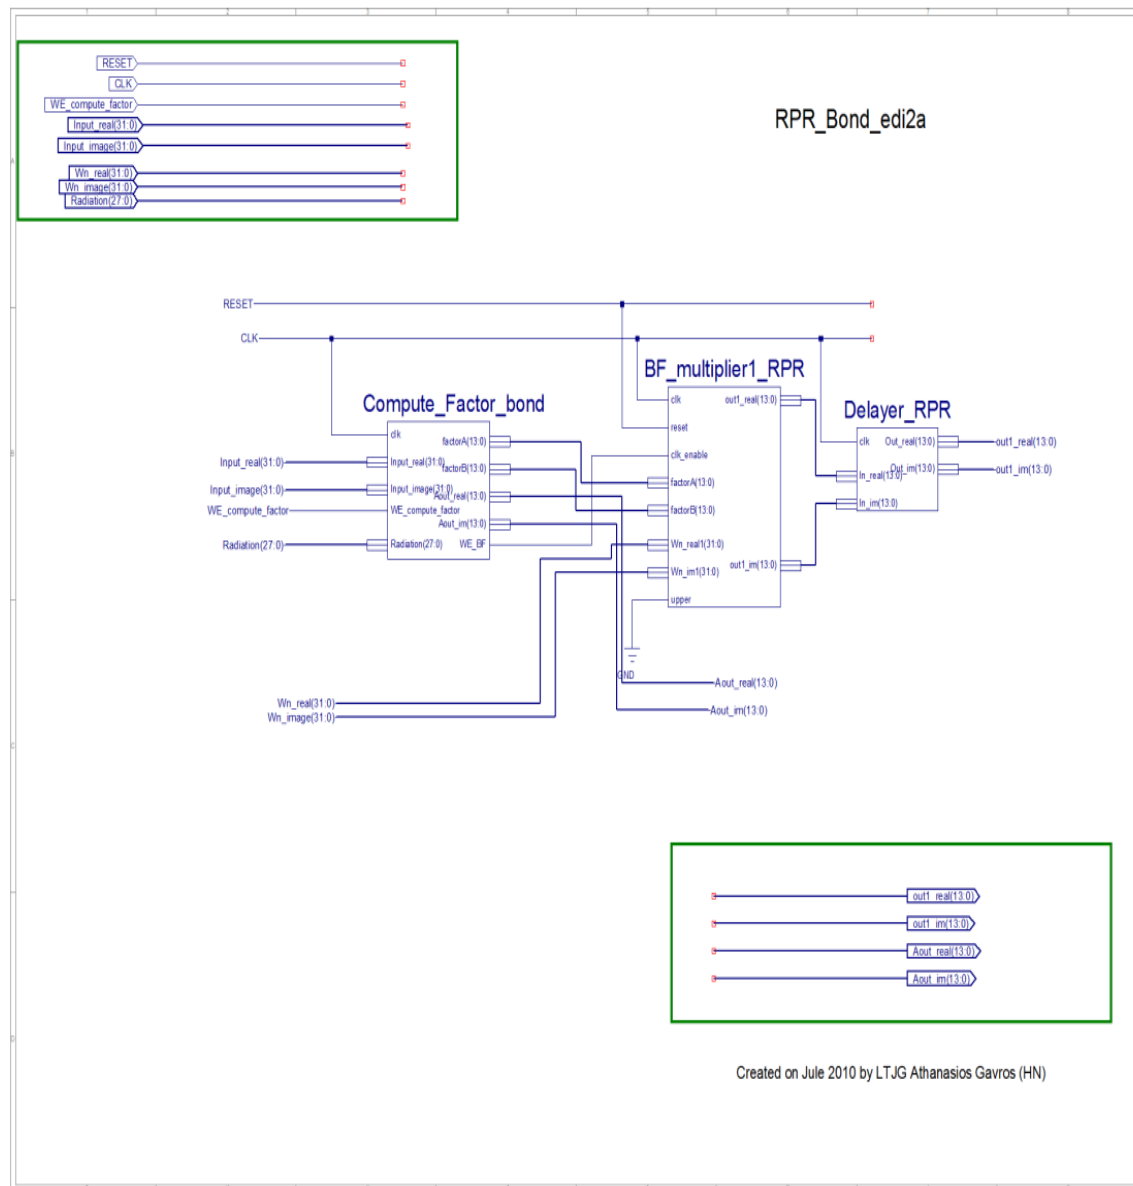 RESET
CLK
WE_compute_factor
Input_real(31:0)
Input_image(31:0)
Wn_real(31:0)
Wn_image(31:0)
Radiation(27:0)
RPR_Bond_edi2a
RESET
CLK
Compute_Factor_bond
clk
Input_real(31:0)
Input_real(31:0)
Input_image(31:0)
Input_image(31:0)
WE_compute_factor
WE_compute_factor
Radiation(27:0)
Radiation(27:0)
factorA(13:0)
factorB(13:0)
Aout_real(13:0)
Aout_im(13:0)
WE_BF
BF_multiplier1_RPR
clk
reset
clk_enable
factorA(13:0)
factorB(13:0)
Wn_real1(31:0)
Wn_im1(31:0)
upper
out1_real(13:0)
out1_im(13:0)
GND
Delayer_RPR
clk
In_real(13:0)
In_im(13:0)
Out_real(13:0)
Out_im(13:0)
out1_real(13:0)
out1_im(13:0)
Aout_real(13:0)
Aout_im(13:0)
Wn_real(31:0)
Wn_image(31:0)
out1_real(13:0)
out1_im(13:0)
Aout_real(13:0)
Aout_im(13:0)
Created on Jule 2010 by LTJG Athanasios Gavros (HN)